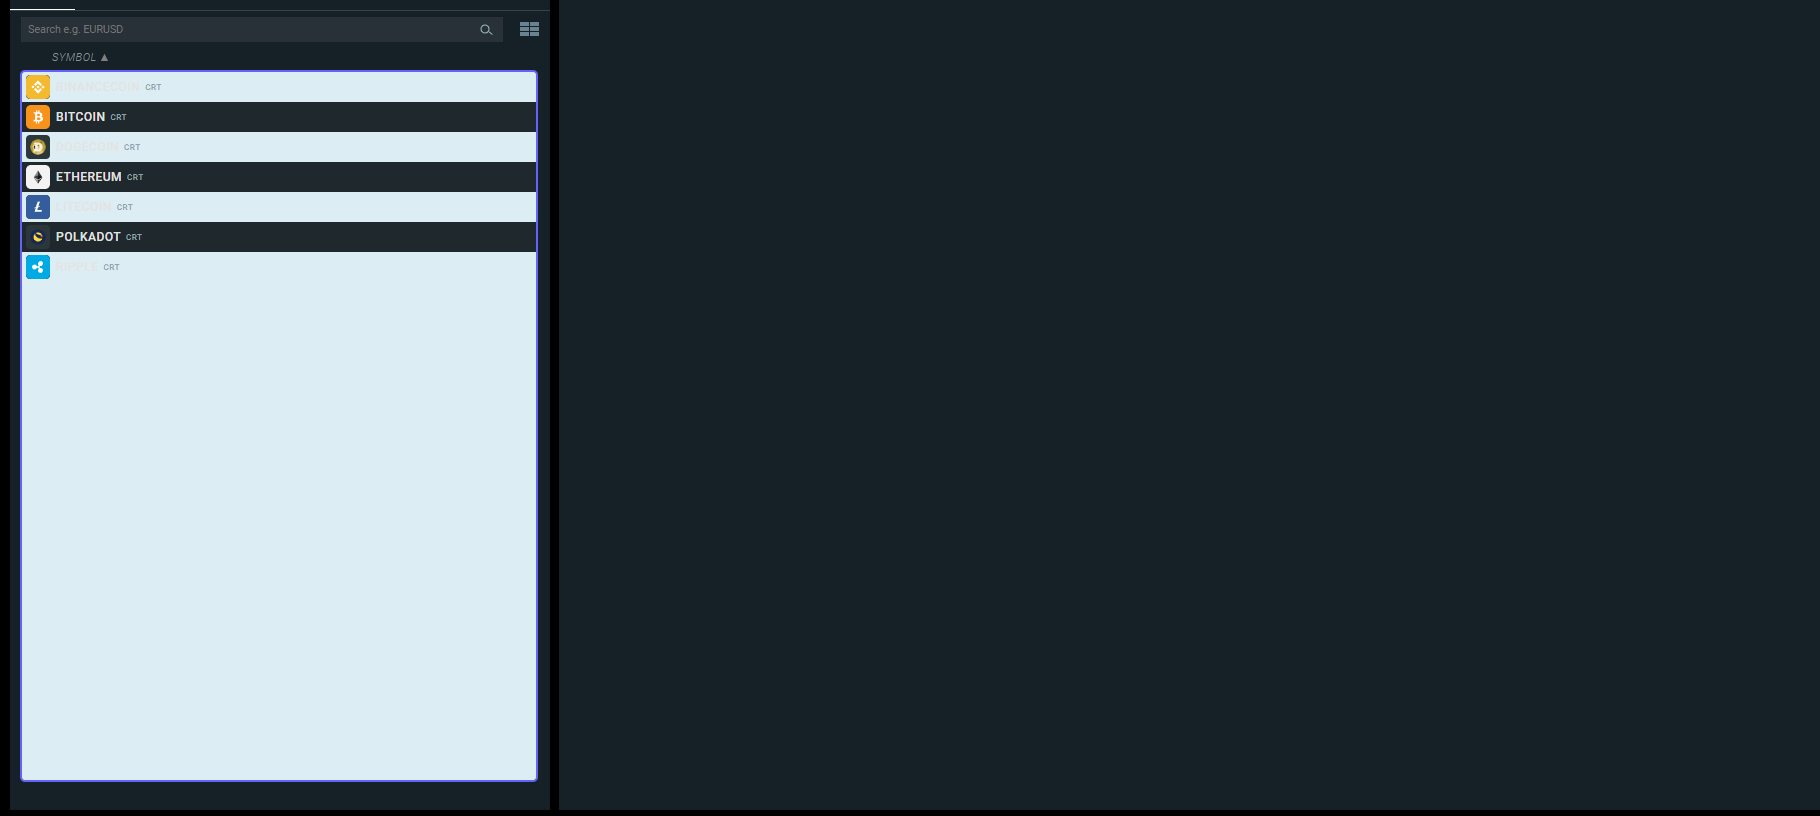 Search e.g. EURUSD
SYMBOL ▲
BINANCECOIN CRT
BITCOIN CRT
DOGECOIN CRT
ETHEREUM CRT
LITECOIN CRT
POLKADOT CRT
RIPPLE CRT